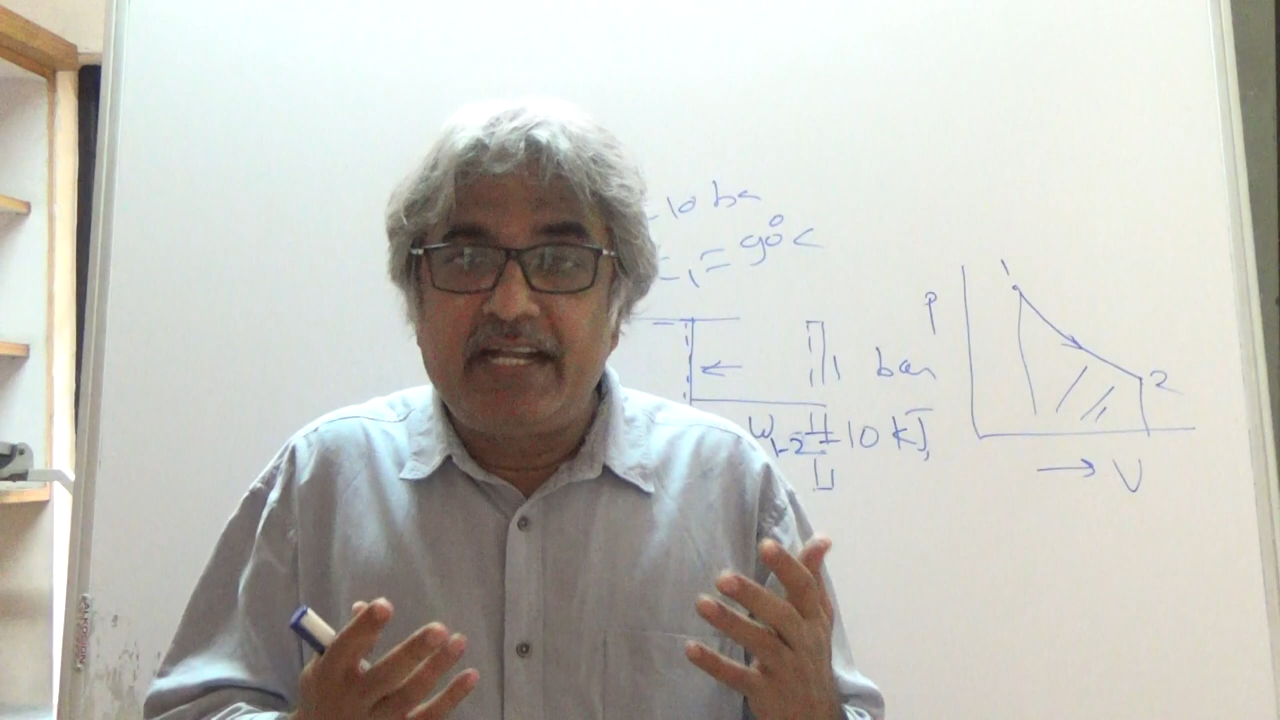 =10 bar
t₁ = 90°C
1 bar
W₁₋₂ = 10 kJ,
P
1
2
→ V